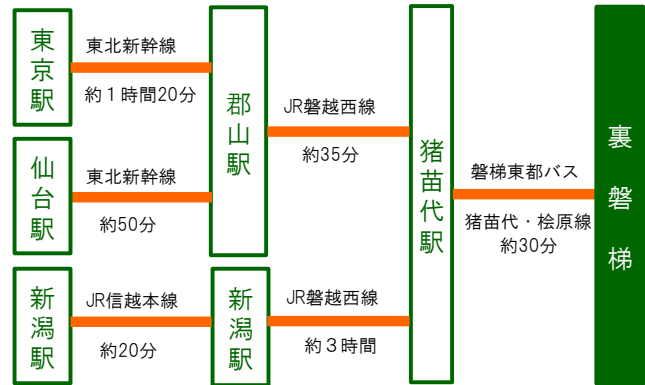 東京駅
東北新幹線
約１時間20分
仙台駅
東北新幹線
約50分
郡山駅
JR磐越西線
約35分
新潟駅
JR信越本線
約20分
新潟駅
JR磐越西線
約３時間
猪苗代駅
磐梯東都バス
猪苗代・桧原線
約30分
裏磐梯